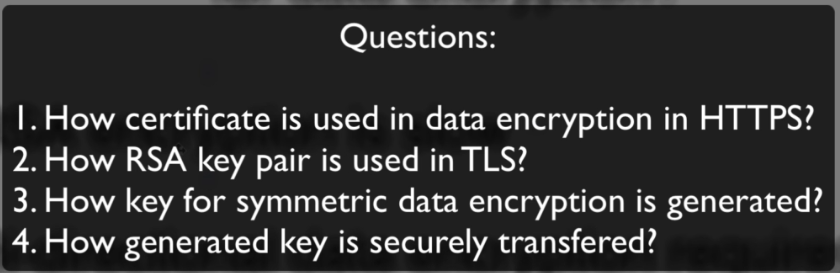 Questions:
1. How certificate is used in data encryption in HTTPS?
2. How RSA key pair is used in TLS?
3. How key for symmetric data encryption is generated?
4. How generated key is securely transfered?